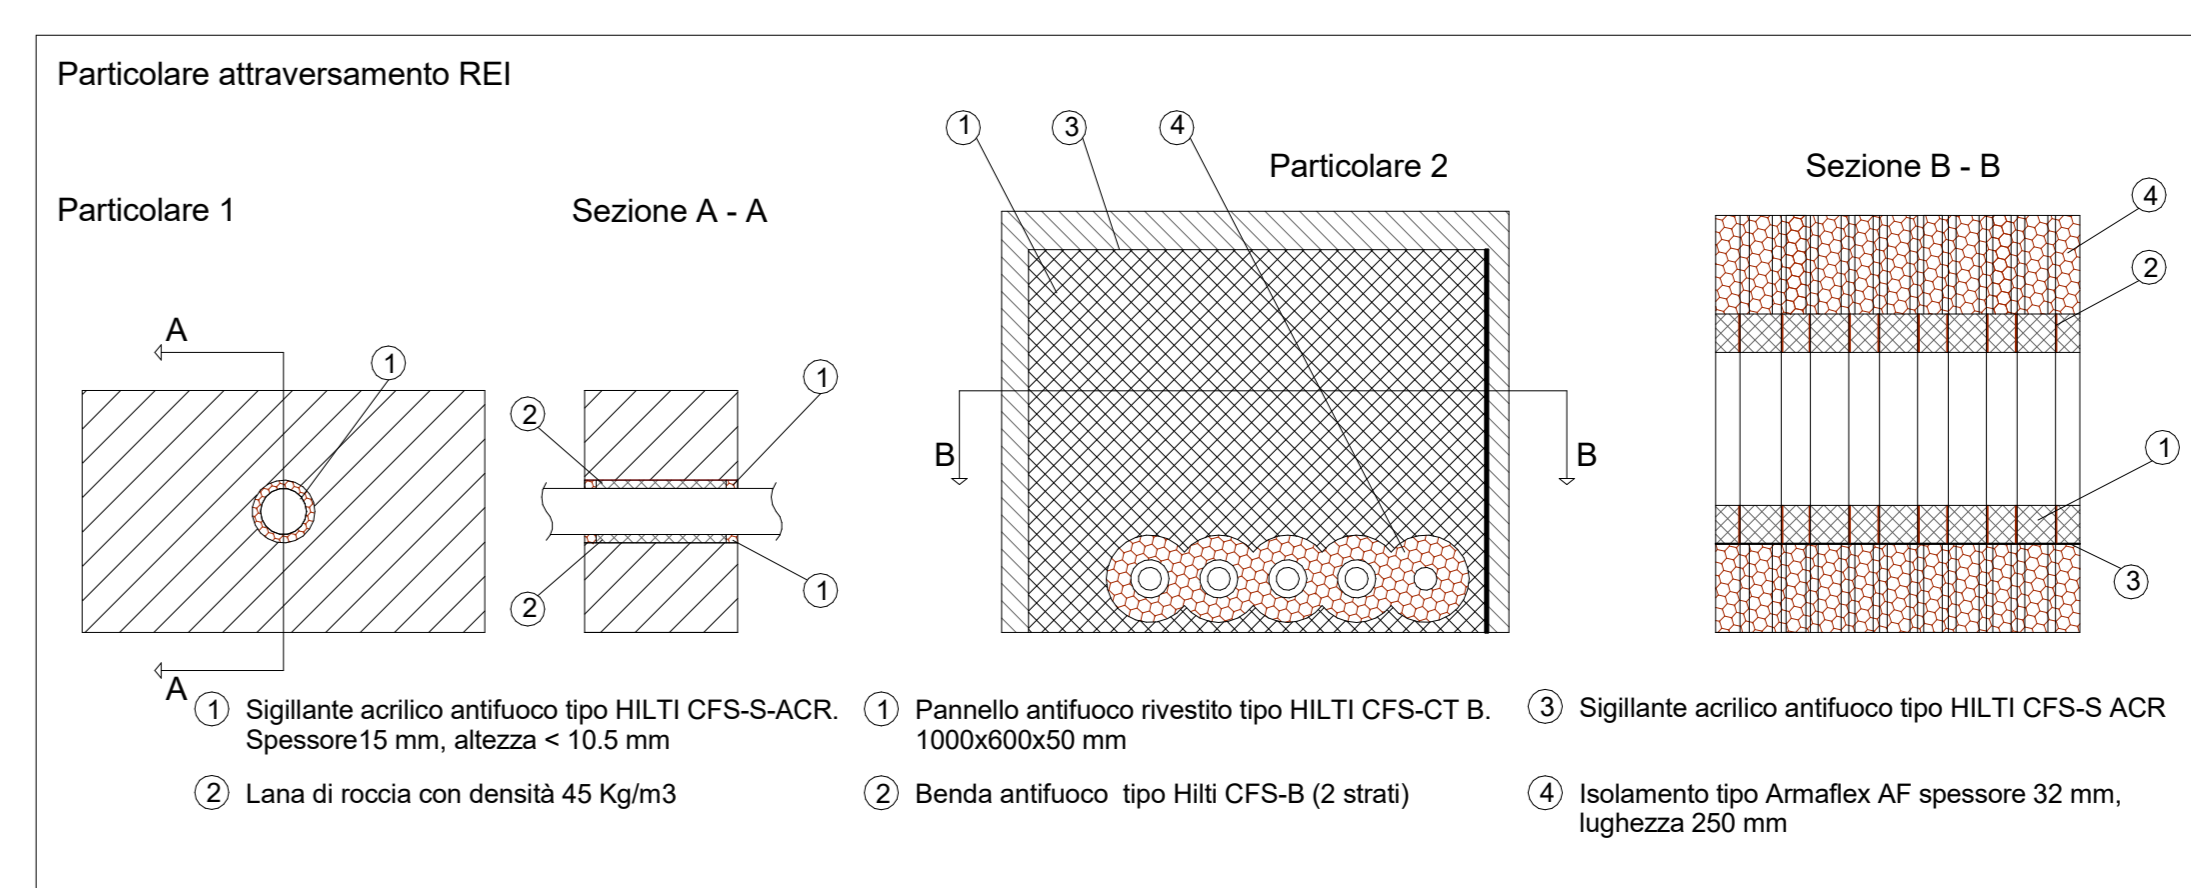 Particolare attraversamento REI
1
3
4
Particolare 2
Sezione B - B
4
Particolare 1
Sezione A - A
2
A
1
1
2
B
B
1
3
2
1
A
1 Sigillante acrilico antifuoco tipo HILTI CFS-S-ACR.
Spessore15 mm, altezza < 10.5 mm
2 Lana di roccia con densità 45 Kg/m3
1 Pannello antifuoco rivestito tipo HILTI CFS-CT B.
1000x600x50 mm
2 Benda antifuoco tipo Hilti CFS-B (2 strati)
3 Sigillante acrilico antifuoco tipo HILTI CFS-S ACR
4 Isolamento tipo Armaflex AF spessore 32 mm,
lughezza 250 mm